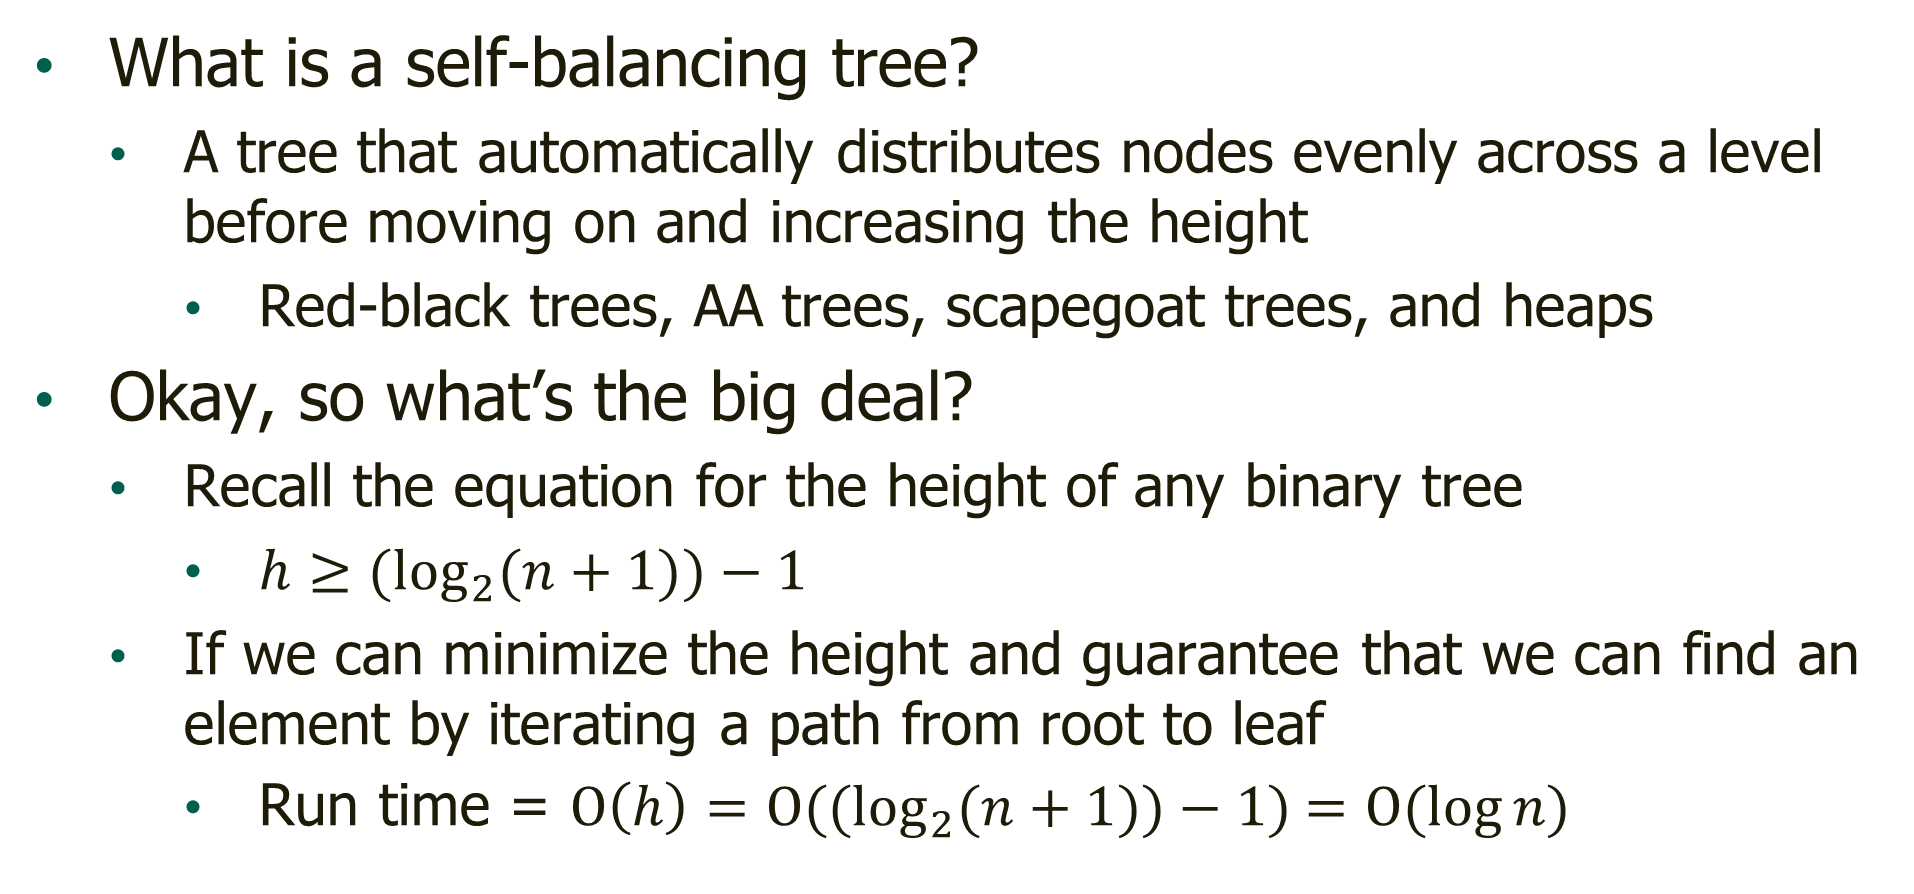 • What is a self-balancing tree?
• A tree that automatically distributes nodes evenly across a level
before moving on and increasing the height
• Red-black trees, AA trees, scapegoat trees, and heaps
• Okay, so what’s the big deal?
• Recall the equation for the height of any binary tree
• h ≥ (log₂(n + 1)) − 1
• If we can minimize the height and guarantee that we can find an
element by iterating a path from root to leaf
• Run time = O(h) = O((log₂(n + 1)) − 1) = O(log n)